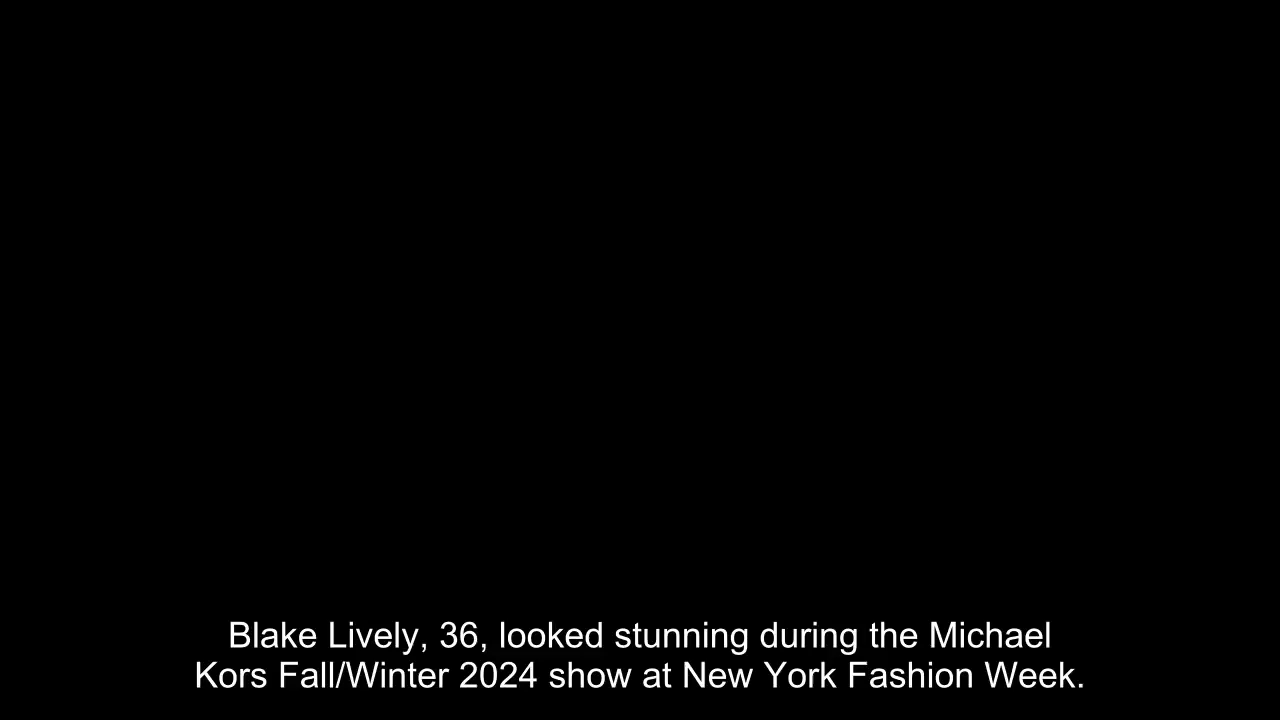 Blake Lively, 36, looked stunning during the Michael
Kors Fall/Winter 2024 show at New York Fashion Week.